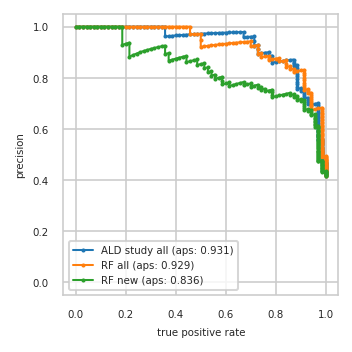 1.0
0.8
0.6
0.4
0.2
0.0
precision
ALD study all (aps: 0.931)
RF all (aps: 0.929)
RF new (aps: 0.836)
0.0 0.2 0.4 0.6 0.8 1.0
true positive rate